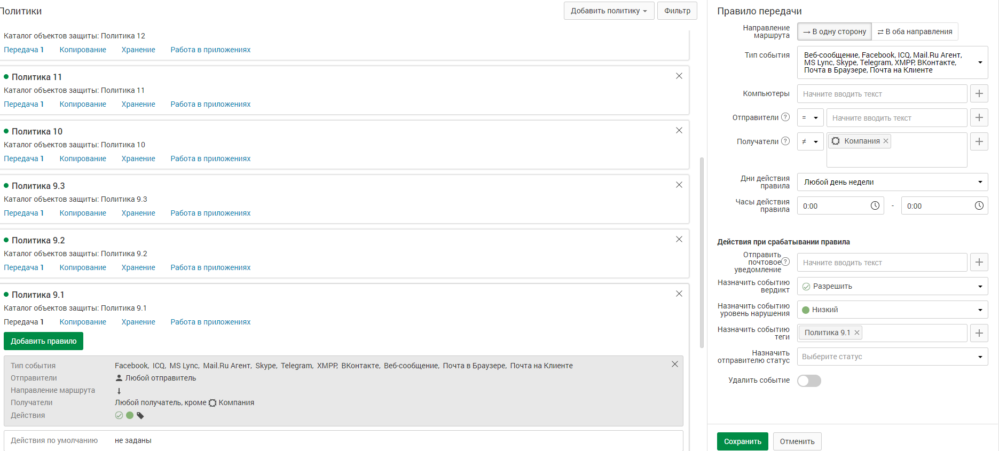 Политики
Добавить политику
Фильтр
Каталог объектов защиты: Политика 12
Передача 1 Копирование Хранение Работа в приложениях
Политика 11
Каталог объектов защиты: Политика 11
Передача 1 Копирование Хранение Работа в приложениях
Политика 10
Каталог объектов защиты: Политика 10
Передача 1 Копирование Хранение Работа в приложениях
Политика 9.3
Каталог объектов защиты: Политика 9.3
Передача 1 Копирование Хранение Работа в приложениях
Политика 9.2
Каталог объектов защиты: Политика 9.2
Передача 1 Копирование Хранение Работа в приложениях
Политика 9.1
Каталог объектов защиты: Политика 9.1
Передача 1 Копирование Хранение Работа в приложениях
Добавить правило
Тип события Facebook, ICQ, MS Lync, Mail.Ru Агент, Skype, Telegram, XMPP, ВКонтакте, Веб-сообщение, Почта в Браузере, Почта на Клиенте
Отправители Любой отправитель
Направление маршрута ↓
Получатели Любой получатель, кроме Компания
Действия
Действия по умолчанию не заданы
Правило передачи
Направление
маршрута
→ В одну сторону ⇄ В оба направления
Тип события
Веб-сообщение, Facebook, ICQ, Mail.Ru Агент,
MS Lync, Skype, Telegram, XMPP, ВКонтакте,
Почта в Браузере, Почта на Клиенте
Компьютеры Начните вводить текст +
Отправители ? = Начните вводить текст +
Получатели ? ≠ Компания × +
Дни действия
правила
Любой день недели
Часы действия
правила
0:00 - 0:00
Действия при срабатывании правила
Отправить
почтовое ?
уведомление
Начните вводить текст +
Назначить событию
вердикт
Разрешить
Назначить событию
уровень нарушения
Низкий
Назначить событию
теги
Политика 9.1 × +
Назначить
отправителю статус
Выберите статус
Удалить событие
Сохранить Отменить